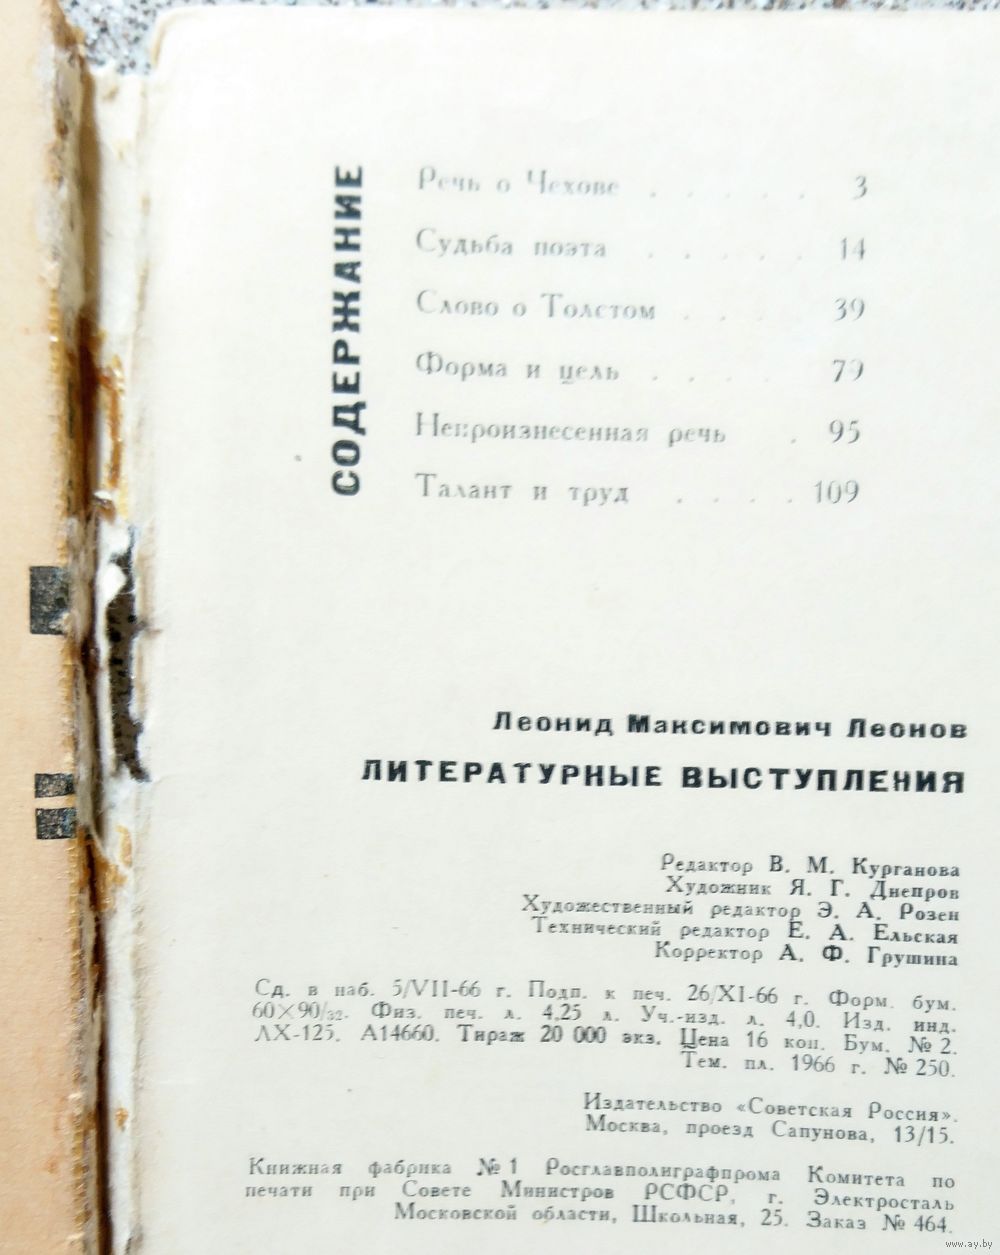 СОДЕРЖАНИЕ
Речь о Чехове . . . . . 3
Судьба поэта . . . . . 14
Слово о Толстом . . . 39
Форма и цель . . . . 79
Непроизнесенная речь . 95
Талант и труд . . . . 109
Леонид Максимович Леонов
ЛИТЕРАТУРНЫЕ ВЫСТУПЛЕНИЯ
Редактор В. М. Курганова
Художник Я. Г. Днепров
Художественный редактор Э. А. Розен
Технический редактор Е. А. Ельская
Корректор А. Ф. Грушина
Сд. в наб. 5/VII-66 г. Подп. к печ. 26/XI-66 г. Форм. бум.
60×90/32. Физ. печ. л. 4,25 л. Уч.-изд. л. 4,0. Изд. инд.
ЛХ-125. А14660. Тираж 20 000 экз. Цена 16 коп. Бум. № 2.
Тем. пл. 1966 г. № 250.
Издательство «Советская Россия».
Москва, проезд Сапунова, 13/15.
Книжная фабрика № 1 Росглавполиграфпрома Комитета по
печати при Совете Министров РСФСР, г. Электросталь
Московской области, Школьная, 25. Заказ № 464.
www.ay.by